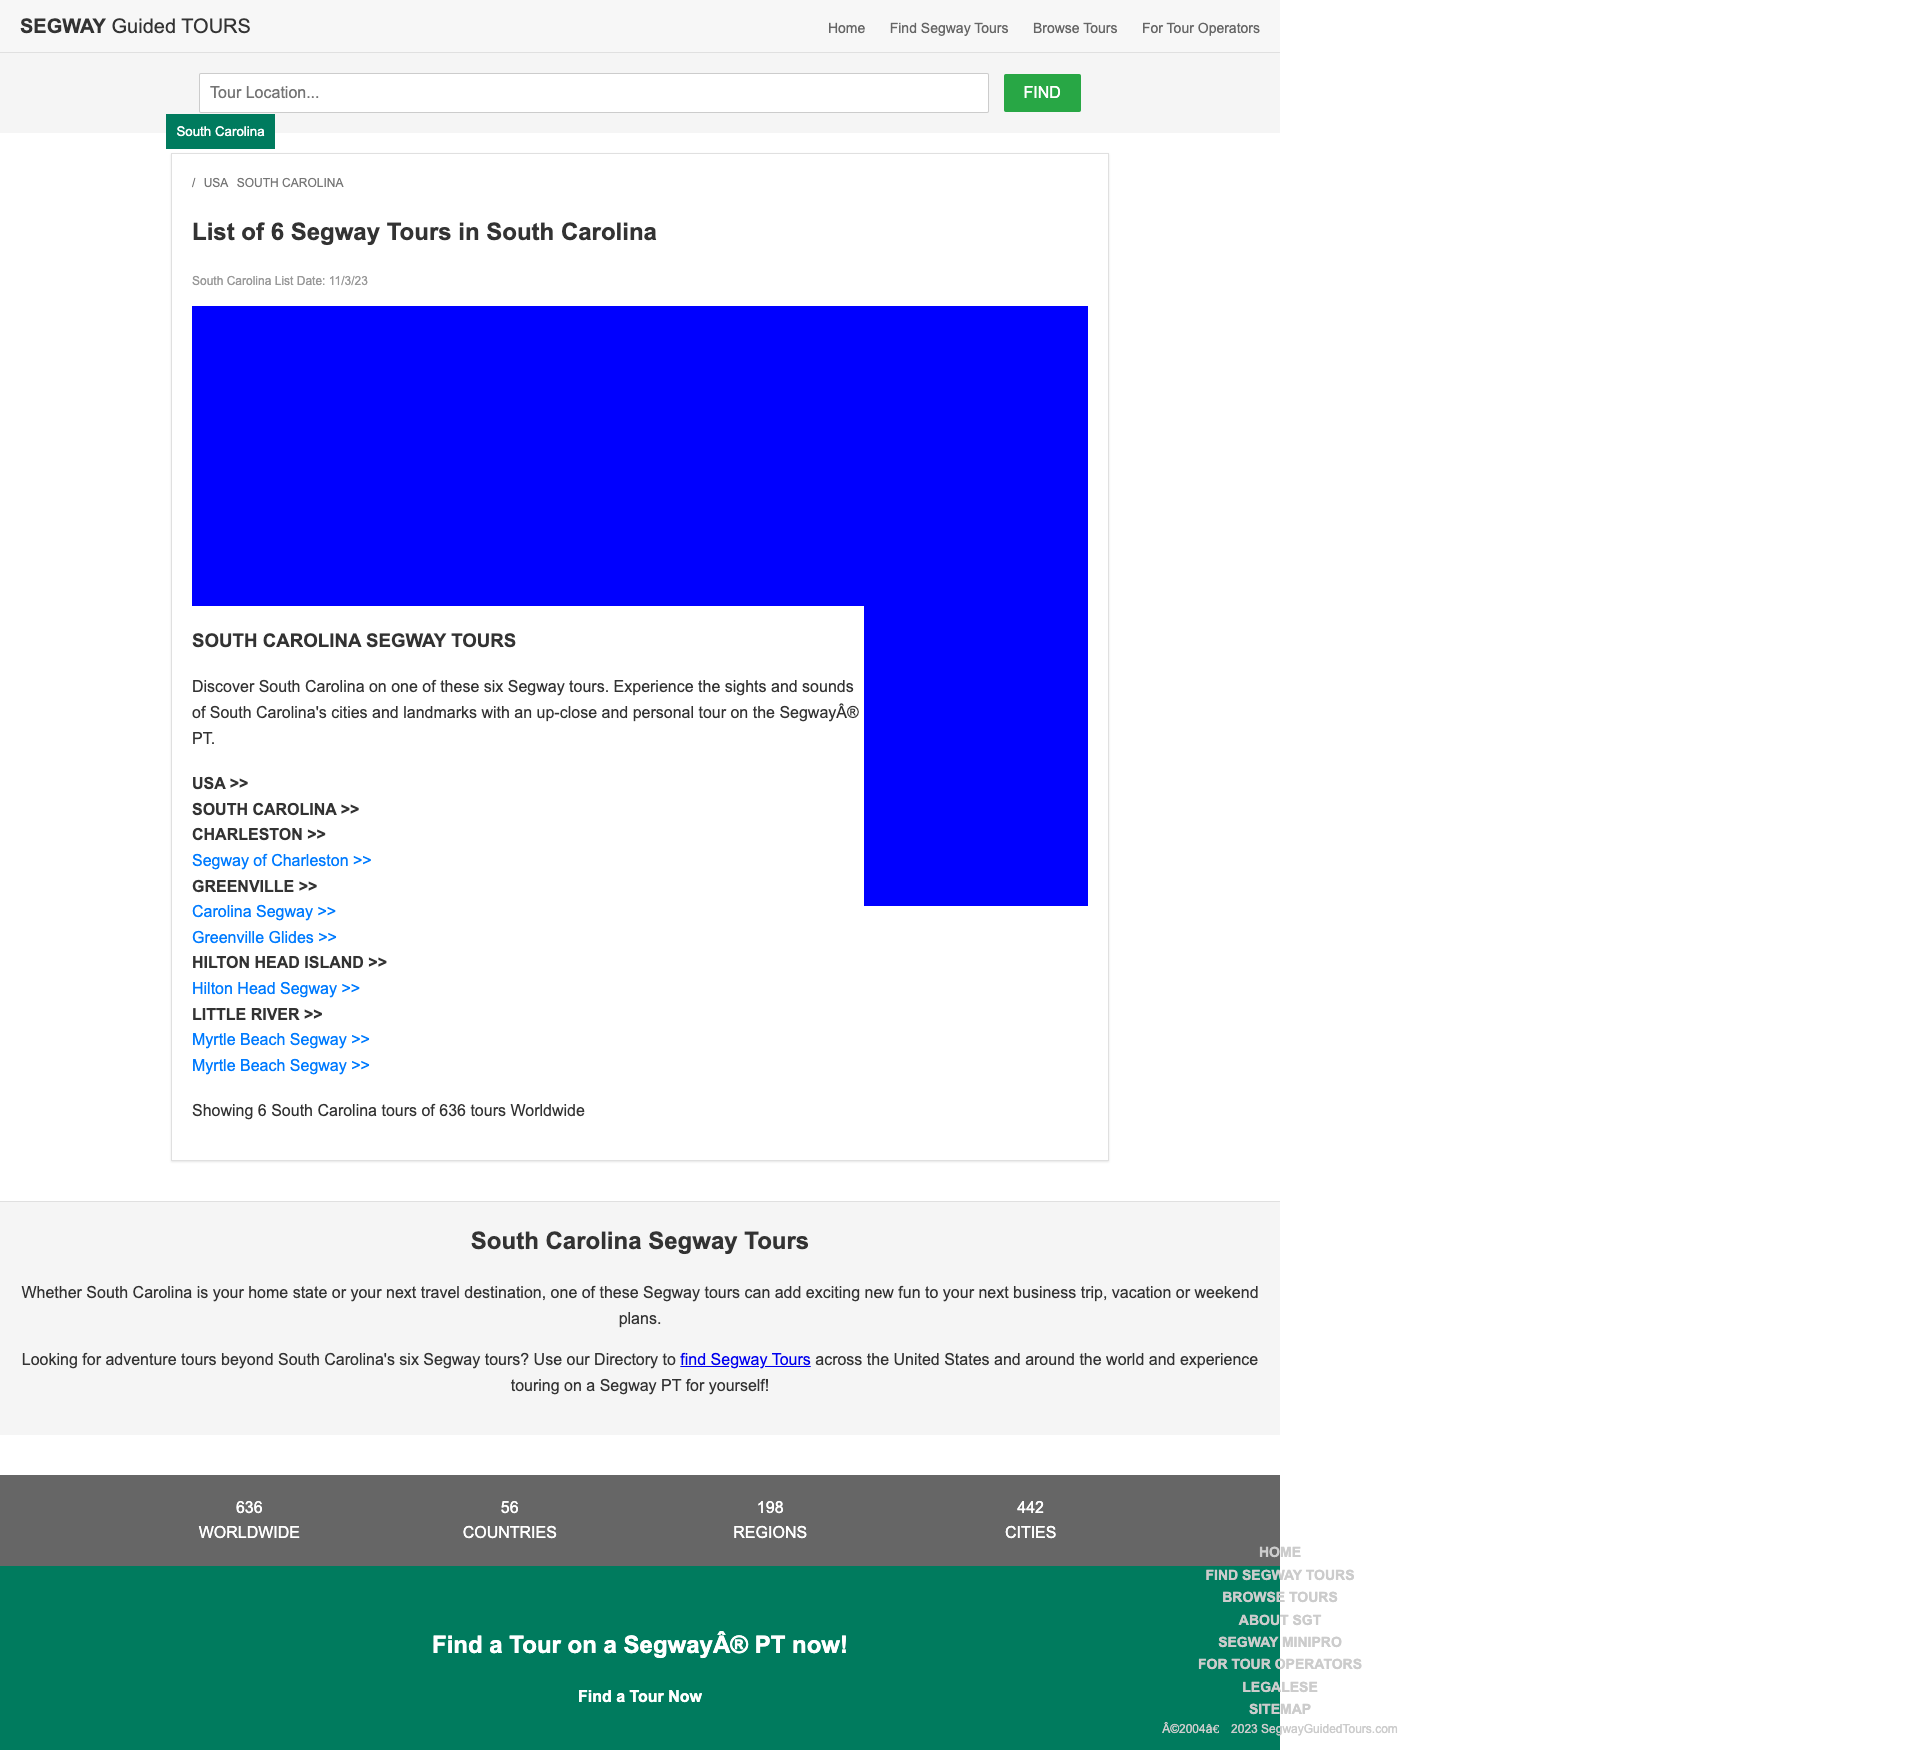 SEGWAY Guided TOURS
Home Find Segway Tours Browse Tours For Tour Operators
Tour Location...
FIND
South Carolina
/ USA SOUTH CAROLINA
List of 6 Segway Tours in South Carolina
South Carolina List Date: 11/3/23
SOUTH CAROLINA SEGWAY TOURS
Discover South Carolina on one of these six Segway tours. Experience the sights and sounds
of South Carolina's cities and landmarks with an up-close and personal tour on the SegwayÂ®
PT.
USA >>
SOUTH CAROLINA >>
CHARLESTON >>
Segway of Charleston >>
GREENVILLE >>
Carolina Segway >>
Greenville Glides >>
HILTON HEAD ISLAND >>
Hilton Head Segway >>
LITTLE RIVER >>
Myrtle Beach Segway >>
Myrtle Beach Segway >>
Showing 6 South Carolina tours of 636 tours Worldwide
South Carolina Segway Tours
Whether South Carolina is your home state or your next travel destination, one of these Segway tours can add exciting new fun to your next business trip, vacation or weekend
plans.
Looking for adventure tours beyond South Carolina's six Segway tours? Use our Directory to find Segway Tours across the United States and around the world and experience
touring on a Segway PT for yourself!
636 56 198 442
WORLDWIDE COUNTRIES REGIONS CITIES
Find a Tour on a SegwayÂ® PT now!
Find a Tour Now
HOME
FIND SEGWAY TOURS
BROWSE TOURS
ABOUT SGT
SEGWAY MINIPRO
FOR TOUR OPERATORS
LEGALESE
SITEMAP
Â©2004â€ 2023 SegwayGuidedTours.com